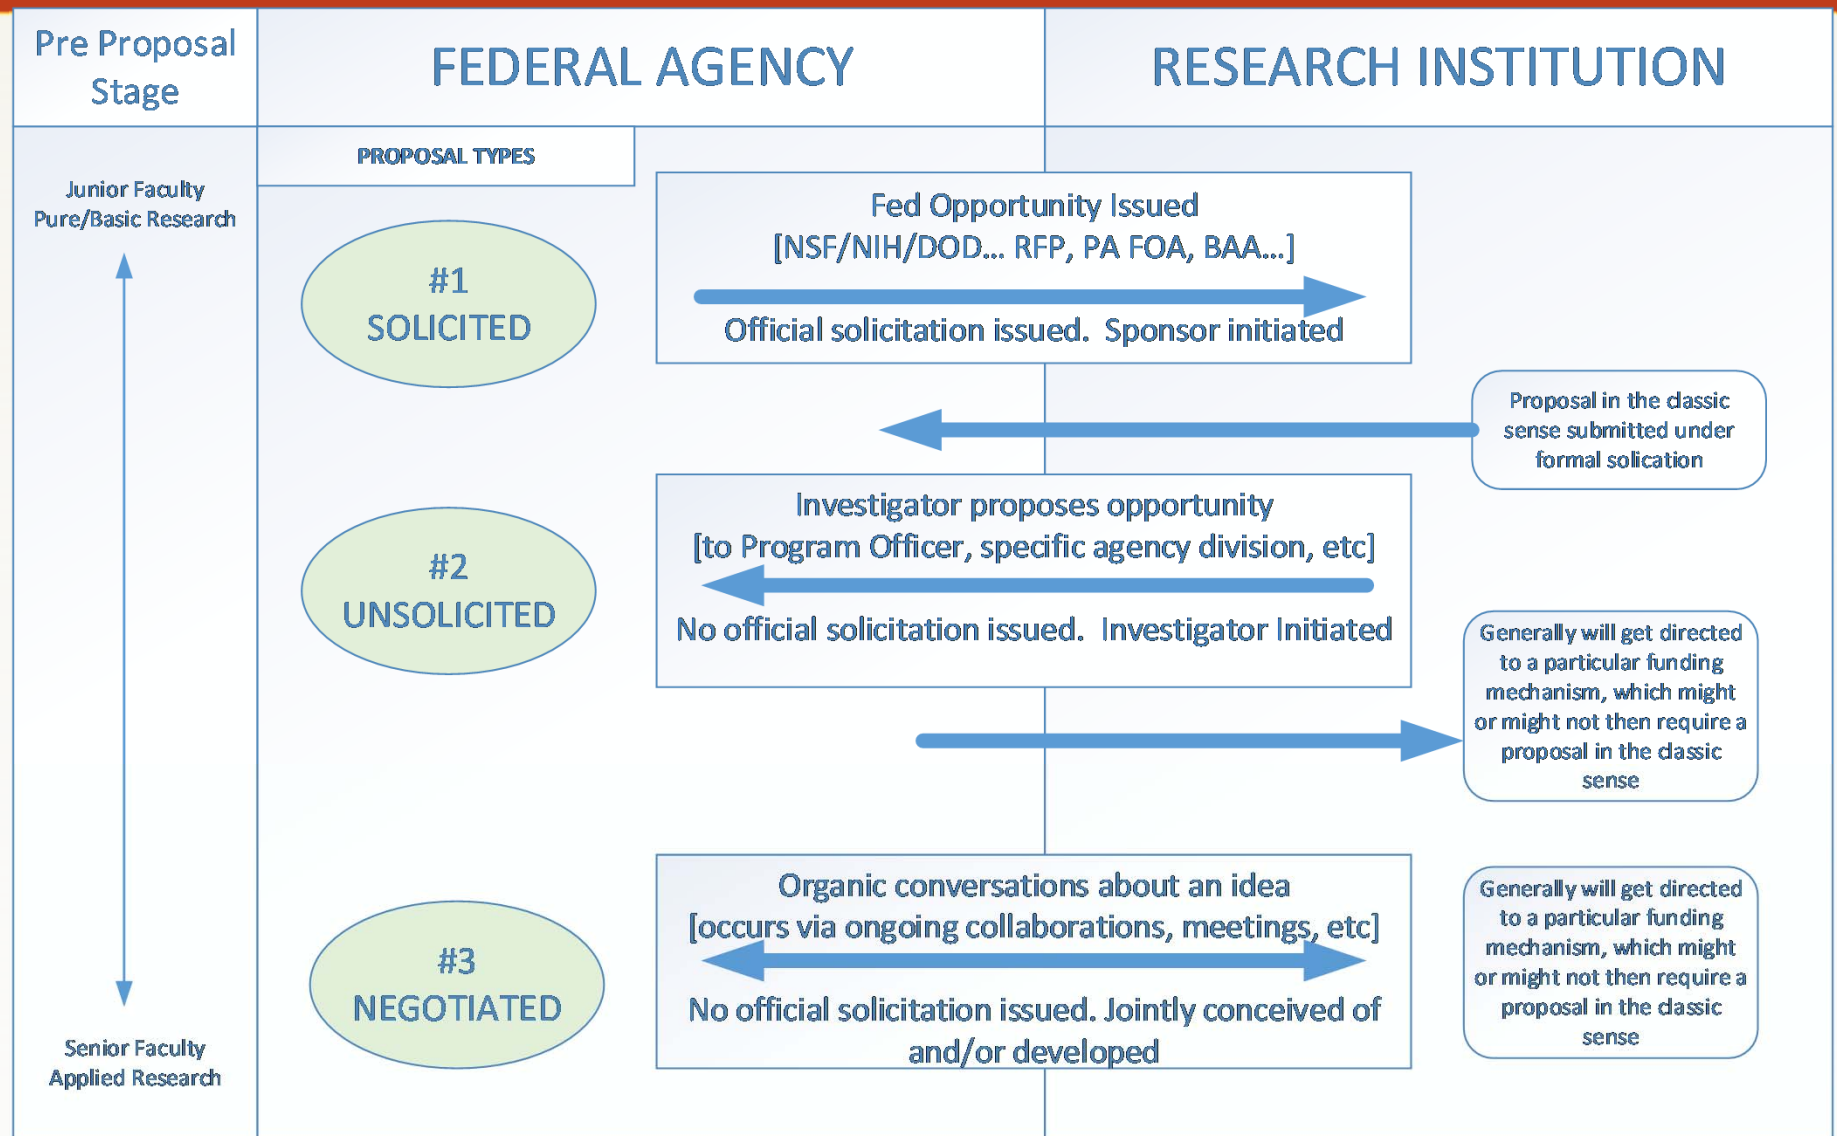 Pre Proposal
Stage
FEDERAL AGENCY
RESEARCH INSTITUTION
PROPOSAL TYPES
Junior Faculty
Pure/Basic Research
Senior Faculty
Applied Research
#1
SOLICITED
Fed Opportunity Issued
[NSF/NIH/DOD... RFP, PA FOA, BAA...]
Official solicitation issued.  Sponsor initiated
Proposal in the classic
sense submitted under
formal solication
#2
UNSOLICITED
Investigator proposes opportunity
[to Program Officer, specific agency division, etc]
No official solicitation issued.  Investigator Initiated
Generally will get directed
to a particular funding
mechanism, which might
or might not then require a
proposal in the classic
sense
#3
NEGOTIATED
Organic conversations about an idea
[occurs via ongoing collaborations, meetings, etc]
No official solicitation issued. Jointly conceived of
and/or developed
Generally will get directed
to a particular funding
mechanism, which might
or might not then require a
proposal in the classic
sense